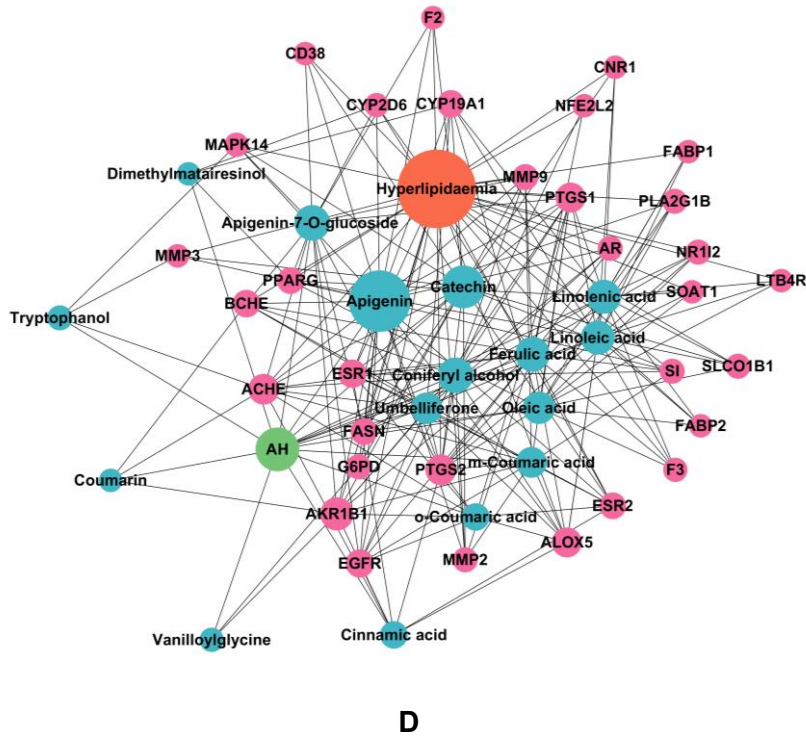 F2
CD38
CNR1
CYP2D6
CYP19A1
NFE2L2
MAPK14
FABP1
Dimethylmatairesinol
Hyperlipidaemia
MMP9
PTGS1
PLA2G1B
Apigenin-7-O-glucoside
MMP3
AR
NR1I2
PPARG
BCHE
Apigenin
Catechin
Linolenic acid
SOAT1
LTB4R
Tryptophanol
Linoleic acid
Ferulic acid
SLCO1B1
ACHE
ESR1
Coniferyl alcohol
SI
Umbelliferone
Oleic acid
FABP2
FASN
AH
G6PD
PTGS2
m-Coumaric acid
F3
Coumarin
AKR1B1
o-Coumaric acid
ESR2
ALOX5
EGFR
MMP2
Vanilloylglycine
Cinnamic acid
D